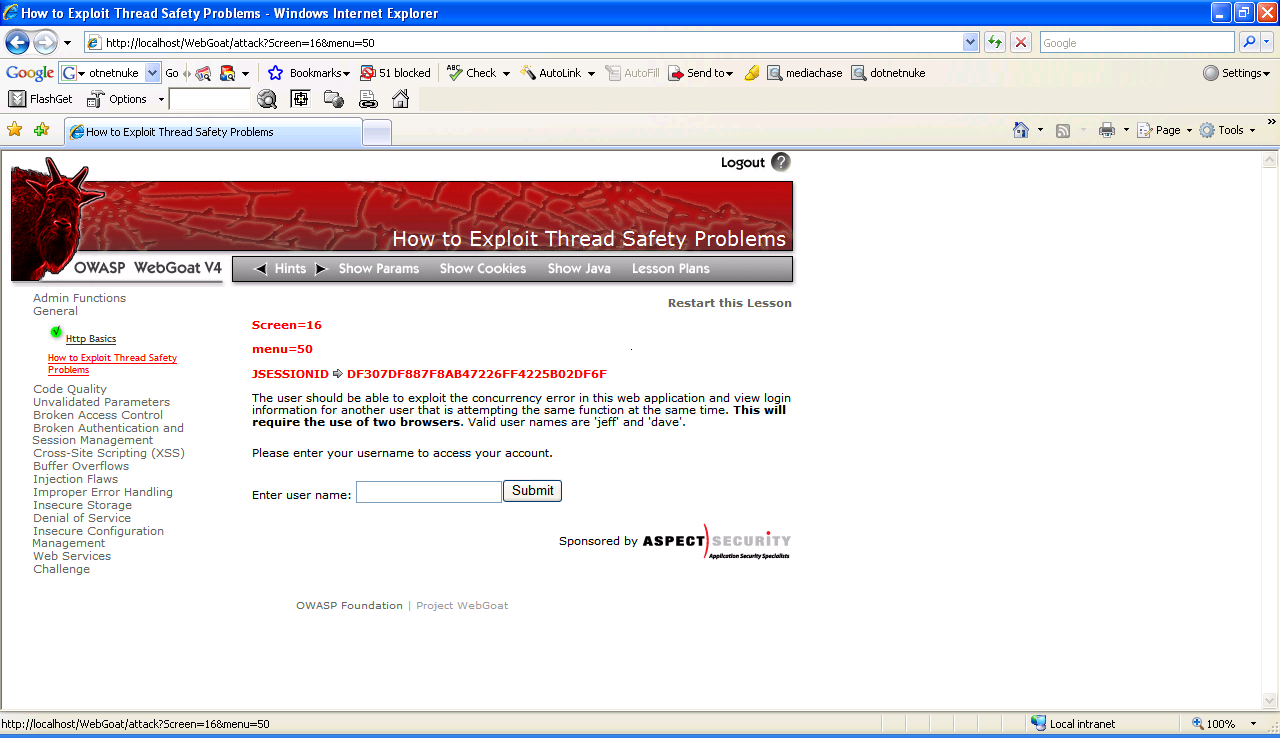 How to Exploit Thread Safety Problems - Windows Internet Explorer
http://localhost/WebGoat/attack?Screen=16&menu=50
Google
Google G otnetnuke Go Bookmarks 51 blocked ABC Check AutoLink AutoFill Send to mediachase dotnetnuke Settings
FlashGet Options
How to Exploit Thread Safety Problems
Page Tools
Logout ?
How to Exploit Thread Safety Problems
OWASP WebGoat V4
Hints Show Params Show Cookies Show Java Lesson Plans
Admin Functions
General
Http Basics
How to Exploit Thread Safety
Problems
Code Quality
Unvalidated Parameters
Broken Access Control
Broken Authentication and
Session Management
Cross-Site Scripting (XSS)
Buffer Overflows
Injection Flaws
Improper Error Handling
Insecure Storage
Denial of Service
Insecure Configuration
Management
Web Services
Challenge
Restart this Lesson
Screen=16
menu=50
JSESSIONID ⇨ DF307DF887F8AB47226FF4225B02DF6F
The user should be able to exploit the concurrency error in this web application and view login
information for another user that is attempting the same function at the same time. This will
require the use of two browsers. Valid user names are 'jeff' and 'dave'.
Please enter your username to access your account.
Enter user name: Submit
Sponsored by ASPECT SECURITY
Application Security Specialists
OWASP Foundation | Project WebGoat
http://localhost/WebGoat/attack?Screen=16&menu=50
Local intranet
100%